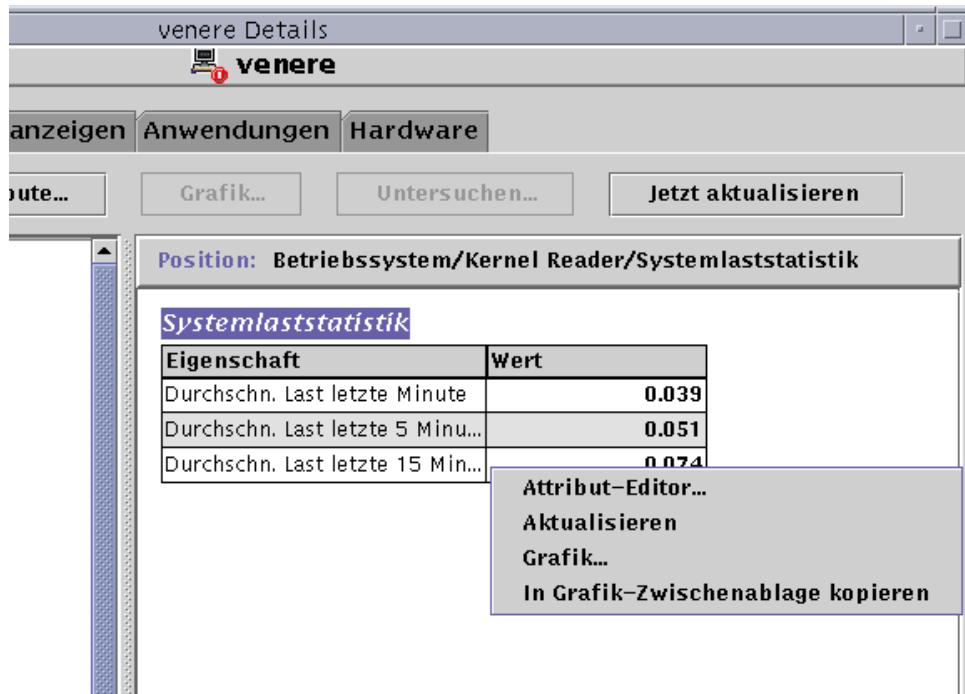 venere Details
venere
anzeigen Anwendungen Hardware
bute... Grafik... Untersuchen... Jetzt aktualisieren
Position: Betriebssystem/Kernel Reader/Systemlaststatistik
Systemlaststatistik
Eigenschaft Wert
Durchschn. Last letzte Minute 0.039
Durchschn. Last letzte 5 Minu... 0.051
Durchschn. Last letzte 15 Min... 0.074
Attribut-Editor...
Aktualisieren
Grafik...
In Grafik-Zwischenablage kopieren